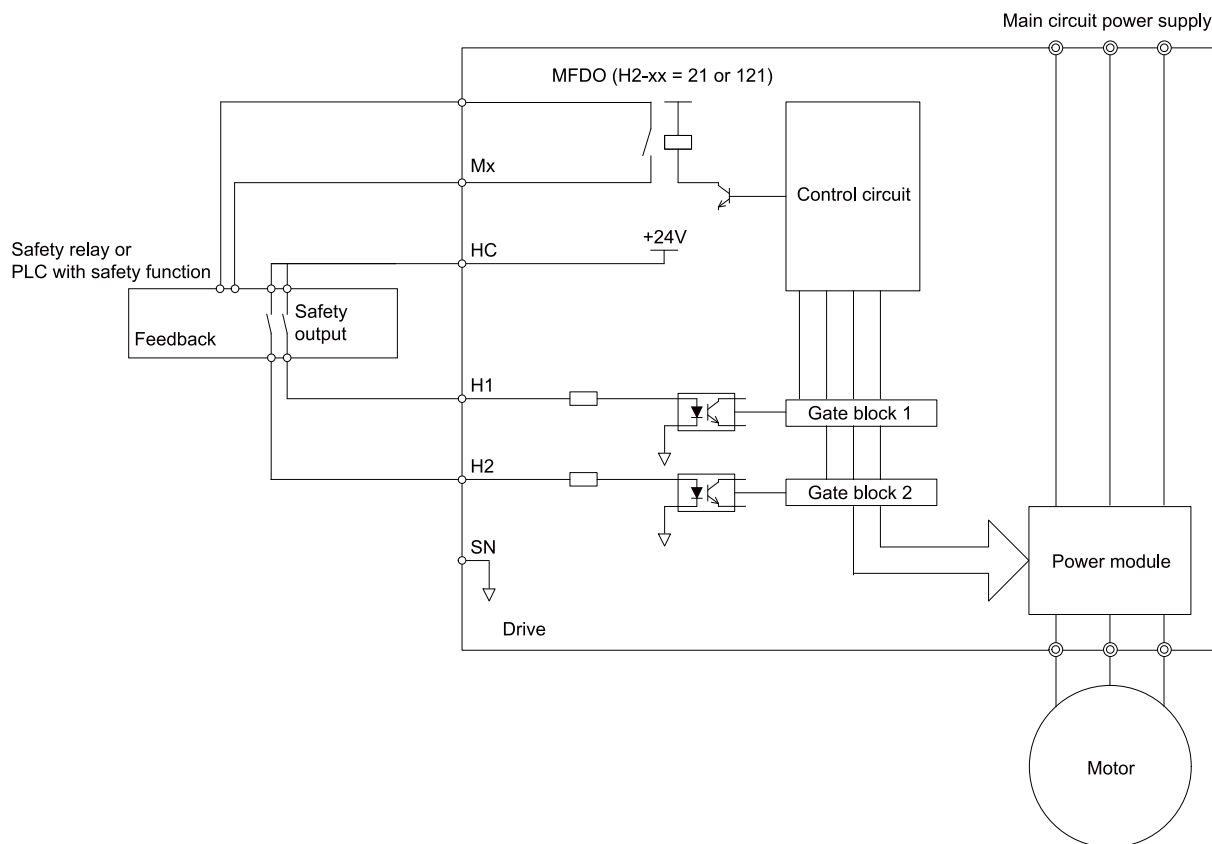 Main circuit power supply
MFDO (H2-xx = 21 or 121)
Mx
Control circuit
+24V
HC
Safety relay or
PLC with safety function
Safety
output
Feedback
H1
Gate block 1
H2
Gate block 2
SN
Power module
Drive
Motor